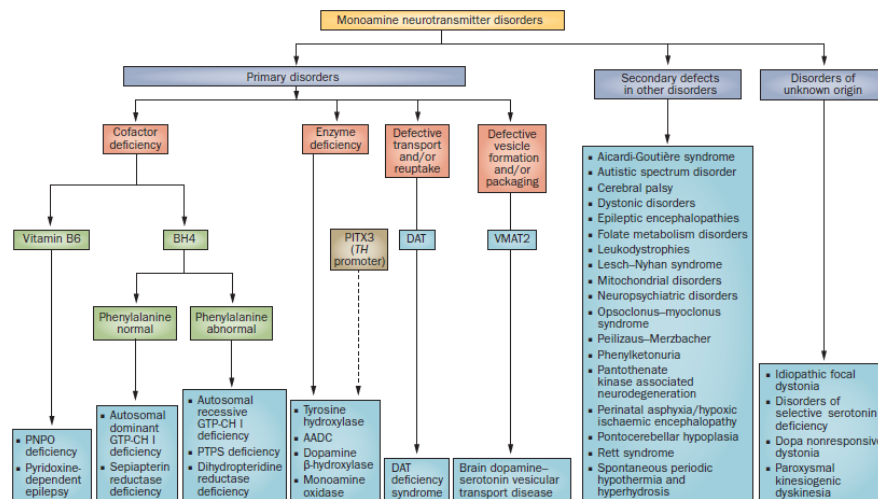 Monoamine neurotransmitter disorders
Primary disorders
Secondary defects
in other disorders
Disorders of
unknown origin
Cofactor
deficiency
Enzyme
deficiency
Defective
transport
and/or
reuptake
Defective
vesicle
formation
and/or
packaging
Vitamin B6
BH4
PITX3 (TH
promoter)
DAT
VMAT2
Phenylalanine
normal
Phenylalanine
abnormal
▪ PNPO
deficiency
▪ Pyridoxine-
dependent
epilepsy
▪ Autosomal
dominant
GTP-CH I
deficiency
▪ Sepiapterin
reductase
deficiency
▪ Autosomal
recessive
GTP-CH I
deficiency
▪ PTPS deficiency
▪ Dihydropteridine
reductase
deficiency
▪ Tyrosine
hydroxylase
▪ AADC
▪ Dopamine
β-hydroxylase
▪ Monoamine
oxidase
DAT
deficiency
syndrome
Brain dopamine–
serotonin vesicular
transport disease
▪ Aicardi-Goutière syndrome
▪ Autistic spectrum disorder
▪ Cerebral palsy
▪ Dystonic disorders
▪ Epileptic encephalopathies
▪ Folate metabolism disorders
▪ Leukodystrophies
▪ Lesch–Nyhan syndrome
▪ Mitochondrial disorders
▪ Neuropsychiatric disorders
▪ Opsoclonus–myoclonus
syndrome
▪ Peilizaus–Merzbacher
▪ Phenylketonuria
▪ Pantothenate
kinase associated
neurodegeneration
▪ Perinatal asphyxia/hypoxic
ischaemic encephalopathy
▪ Pontocerebellar hypoplasia
▪ Rett syndrome
▪ Spontaneous periodic
hypothermia and
hyperhydrosis
▪ Idiopathic focal
dystonia
▪ Disorders of
selective serotonin
deficiency
▪ Dopa nonresponsive
dystonia
▪ Paroxysmal
kinesiogenic
dyskinesia